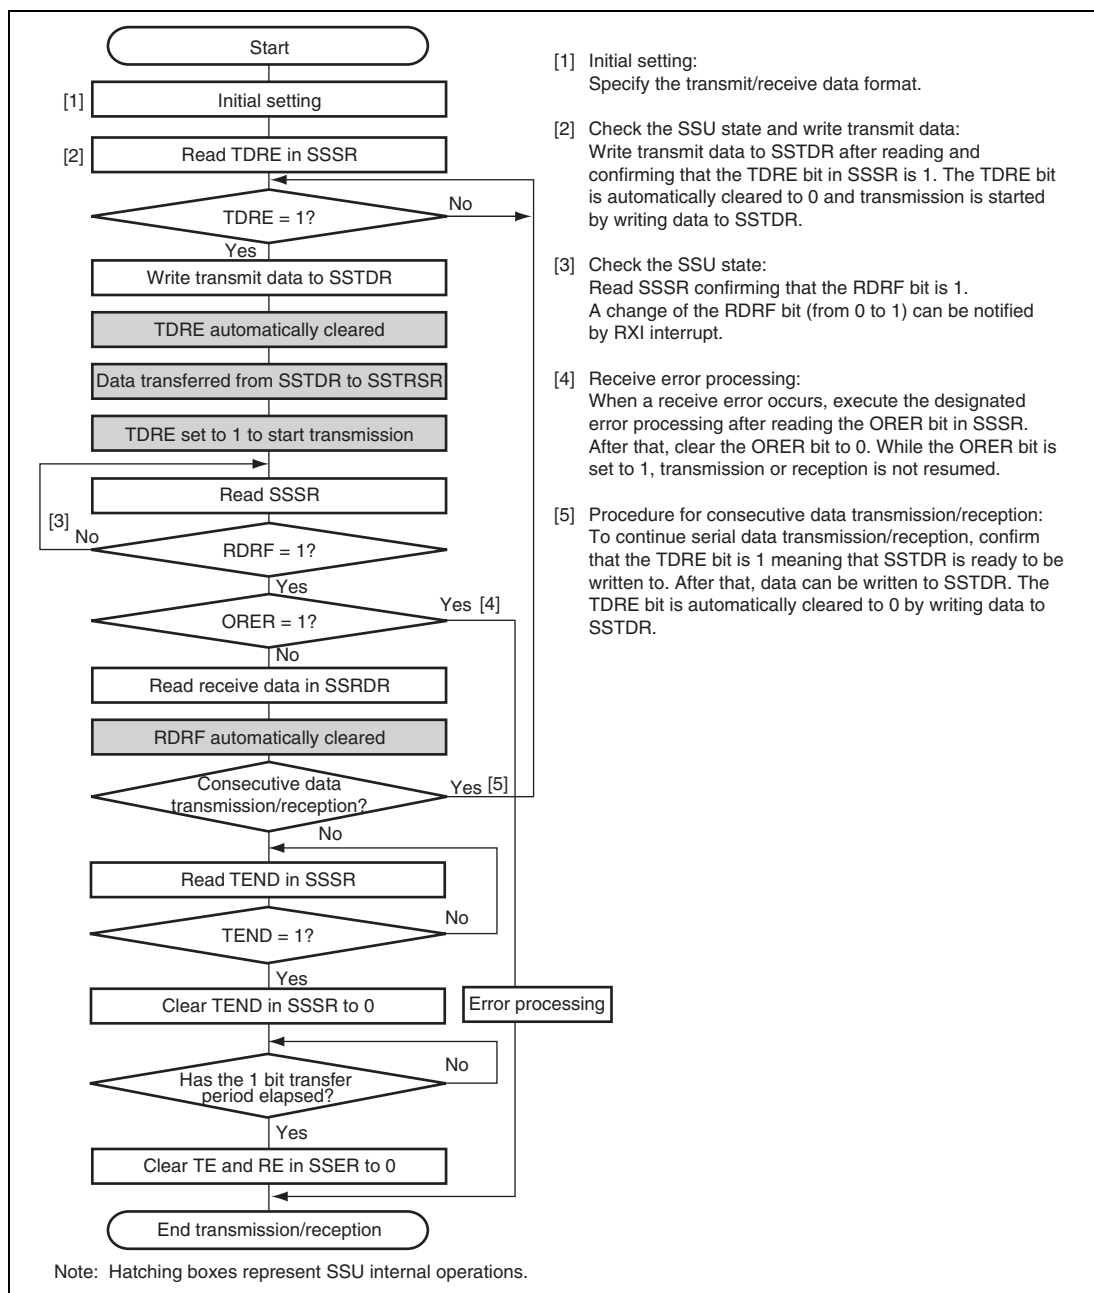 Start
[1] Initial setting
[2] Read TDRE in SSSR
TDRE = 1?
No
Yes
Write transmit data to SSTDR
TDRE automatically cleared
Data transferred from SSTDR to SSTRSR
TDRE set to 1 to start transmission
Read SSSR
[3]
No
RDRF = 1?
Yes
ORER = 1?
Yes [4]
No
Read receive data in SSRDR
RDRF automatically cleared
Consecutive data
transmission/reception?
Yes [5]
No
Read TEND in SSSR
TEND = 1?
No
Yes
Clear TEND in SSSR to 0
Error processing
Has the 1 bit transfer
period elapsed?
No
Yes
Clear TE and RE in SSER to 0
End transmission/reception
[1] Initial setting:
Specify the transmit/receive data format.
[2] Check the SSU state and write transmit data:
Write transmit data to SSTDR after reading and
confirming that the TDRE bit in SSSR is 1. The TDRE bit
is automatically cleared to 0 and transmission is started
by writing data to SSTDR.
[3] Check the SSU state:
Read SSSR confirming that the RDRF bit is 1.
A change of the RDRF bit (from 0 to 1) can be notified
by RXI interrupt.
[4] Receive error processing:
When a receive error occurs, execute the designated
error processing after reading the ORER bit in SSSR.
After that, clear the ORER bit to 0. While the ORER bit is
set to 1, transmission or reception is not resumed.
[5] Procedure for consecutive data transmission/reception:
To continue serial data transmission/reception, confirm
that the TDRE bit is 1 meaning that SSTDR is ready to be
written to. After that, data can be written to SSTDR. The
TDRE bit is automatically cleared to 0 by writing data to
SSTDR.
Note: Hatching boxes represent SSU internal operations.